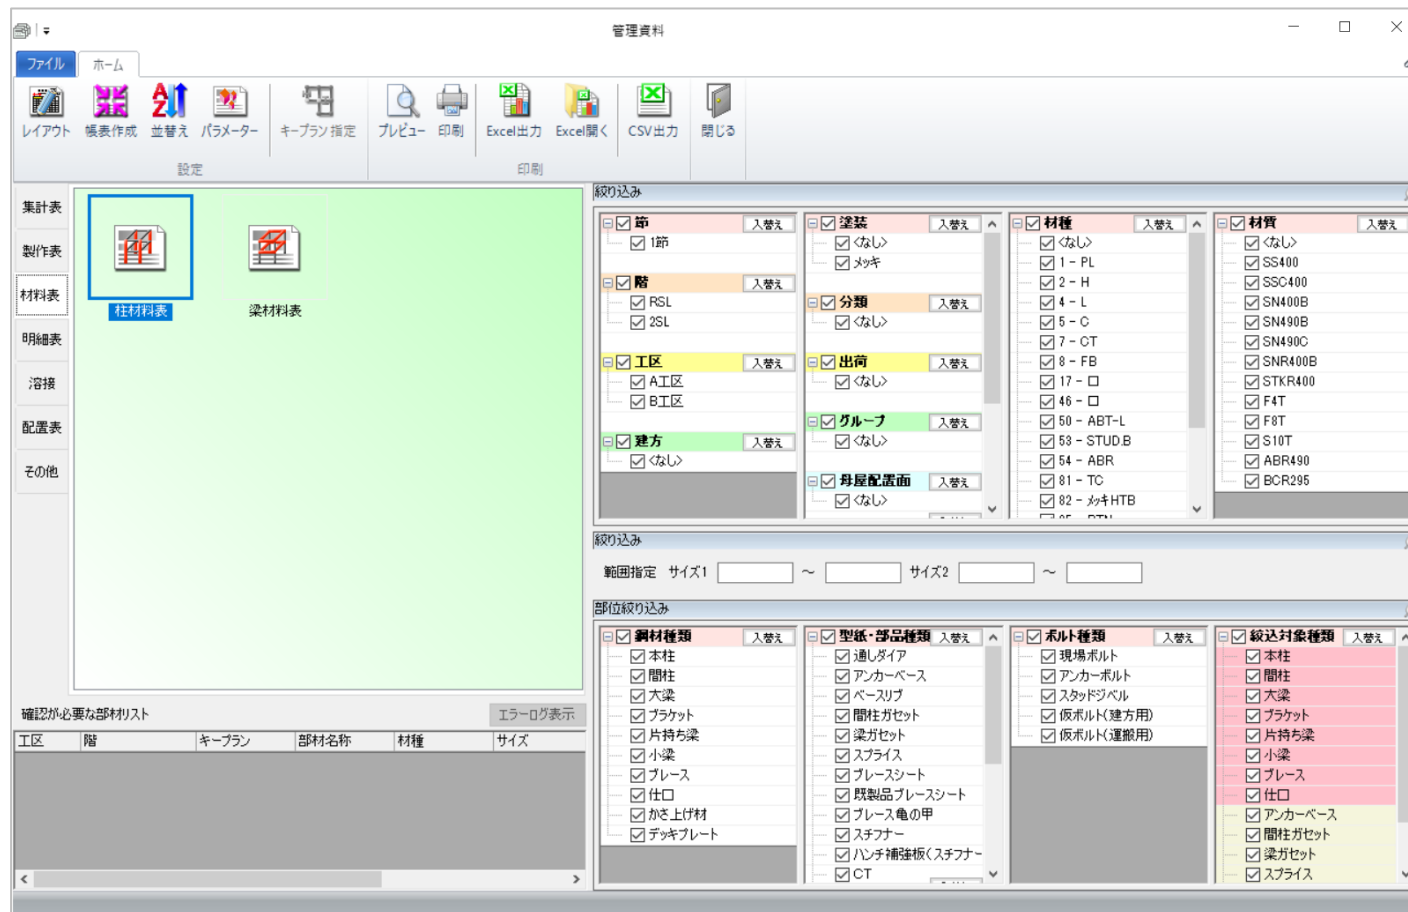 管理資料
ファイル ホーム
レイアウト 帳表作成 並替え パラメーター キープラン指定 プレビュー 印刷 Excel出力 Excel開く CSV出力 閉じる
設定 印刷
集計表
製作表
材料表
明細表
溶接
配置表
その他
柱材料表 梁材料表
確認が必要な部材リスト エラーログ表示
工区 階 キープラン 部材名称 材種 サイズ
絞り込み
節 入替え
1節
階 入替え
RSL
2SL
工区 入替え
A工区
B工区
建方 入替え
<なし>
塗装 入替え
<なし>
メッキ
分類 入替え
<なし>
出荷 入替え
<なし>
グループ 入替え
<なし>
母屋配置面 入替え
<なし>
材種 入替え
<なし>
1 - PL
2 - H
4 - L
5 - C
7 - CT
8 - FB
17 - ロ
46 - ロ
50 - ABT-L
53 - STUD.B
54 - ABR
81 - TC
82 - メッキHTB
材質 入替え
<なし>
SS400
SSC400
SN400B
SN490B
SN490C
SNR400B
STKR400
F4T
F8T
S10T
ABR490
BCR295
絞り込み
範囲指定 サイズ1 ～ サイズ2 ～
部位絞り込み
鋼材種類 入替え
本柱
間柱
大梁
ブラケット
片持ち梁
小梁
ブレース
仕口
かさ上げ材
デッキプレート
型紙・部品種類 入替え
通しダイア
アンカーベース
ベースリブ
間柱ガセット
梁ガセット
スプライス
ブレースシート
既製品ブレースシート
ブレース亀の甲
スチフナー
ハンチ補強板(スチフナー
CT
ボルト種類 入替え
現場ボルト
アンカーボルト
スタッドジベル
仮ボルト(建方用)
仮ボルト(運搬用)
絞込対象種類 入替え
本柱
間柱
大梁
ブラケット
片持ち梁
小梁
ブレース
仕口
アンカーベース
間柱ガセット
梁ガセット
スプライス